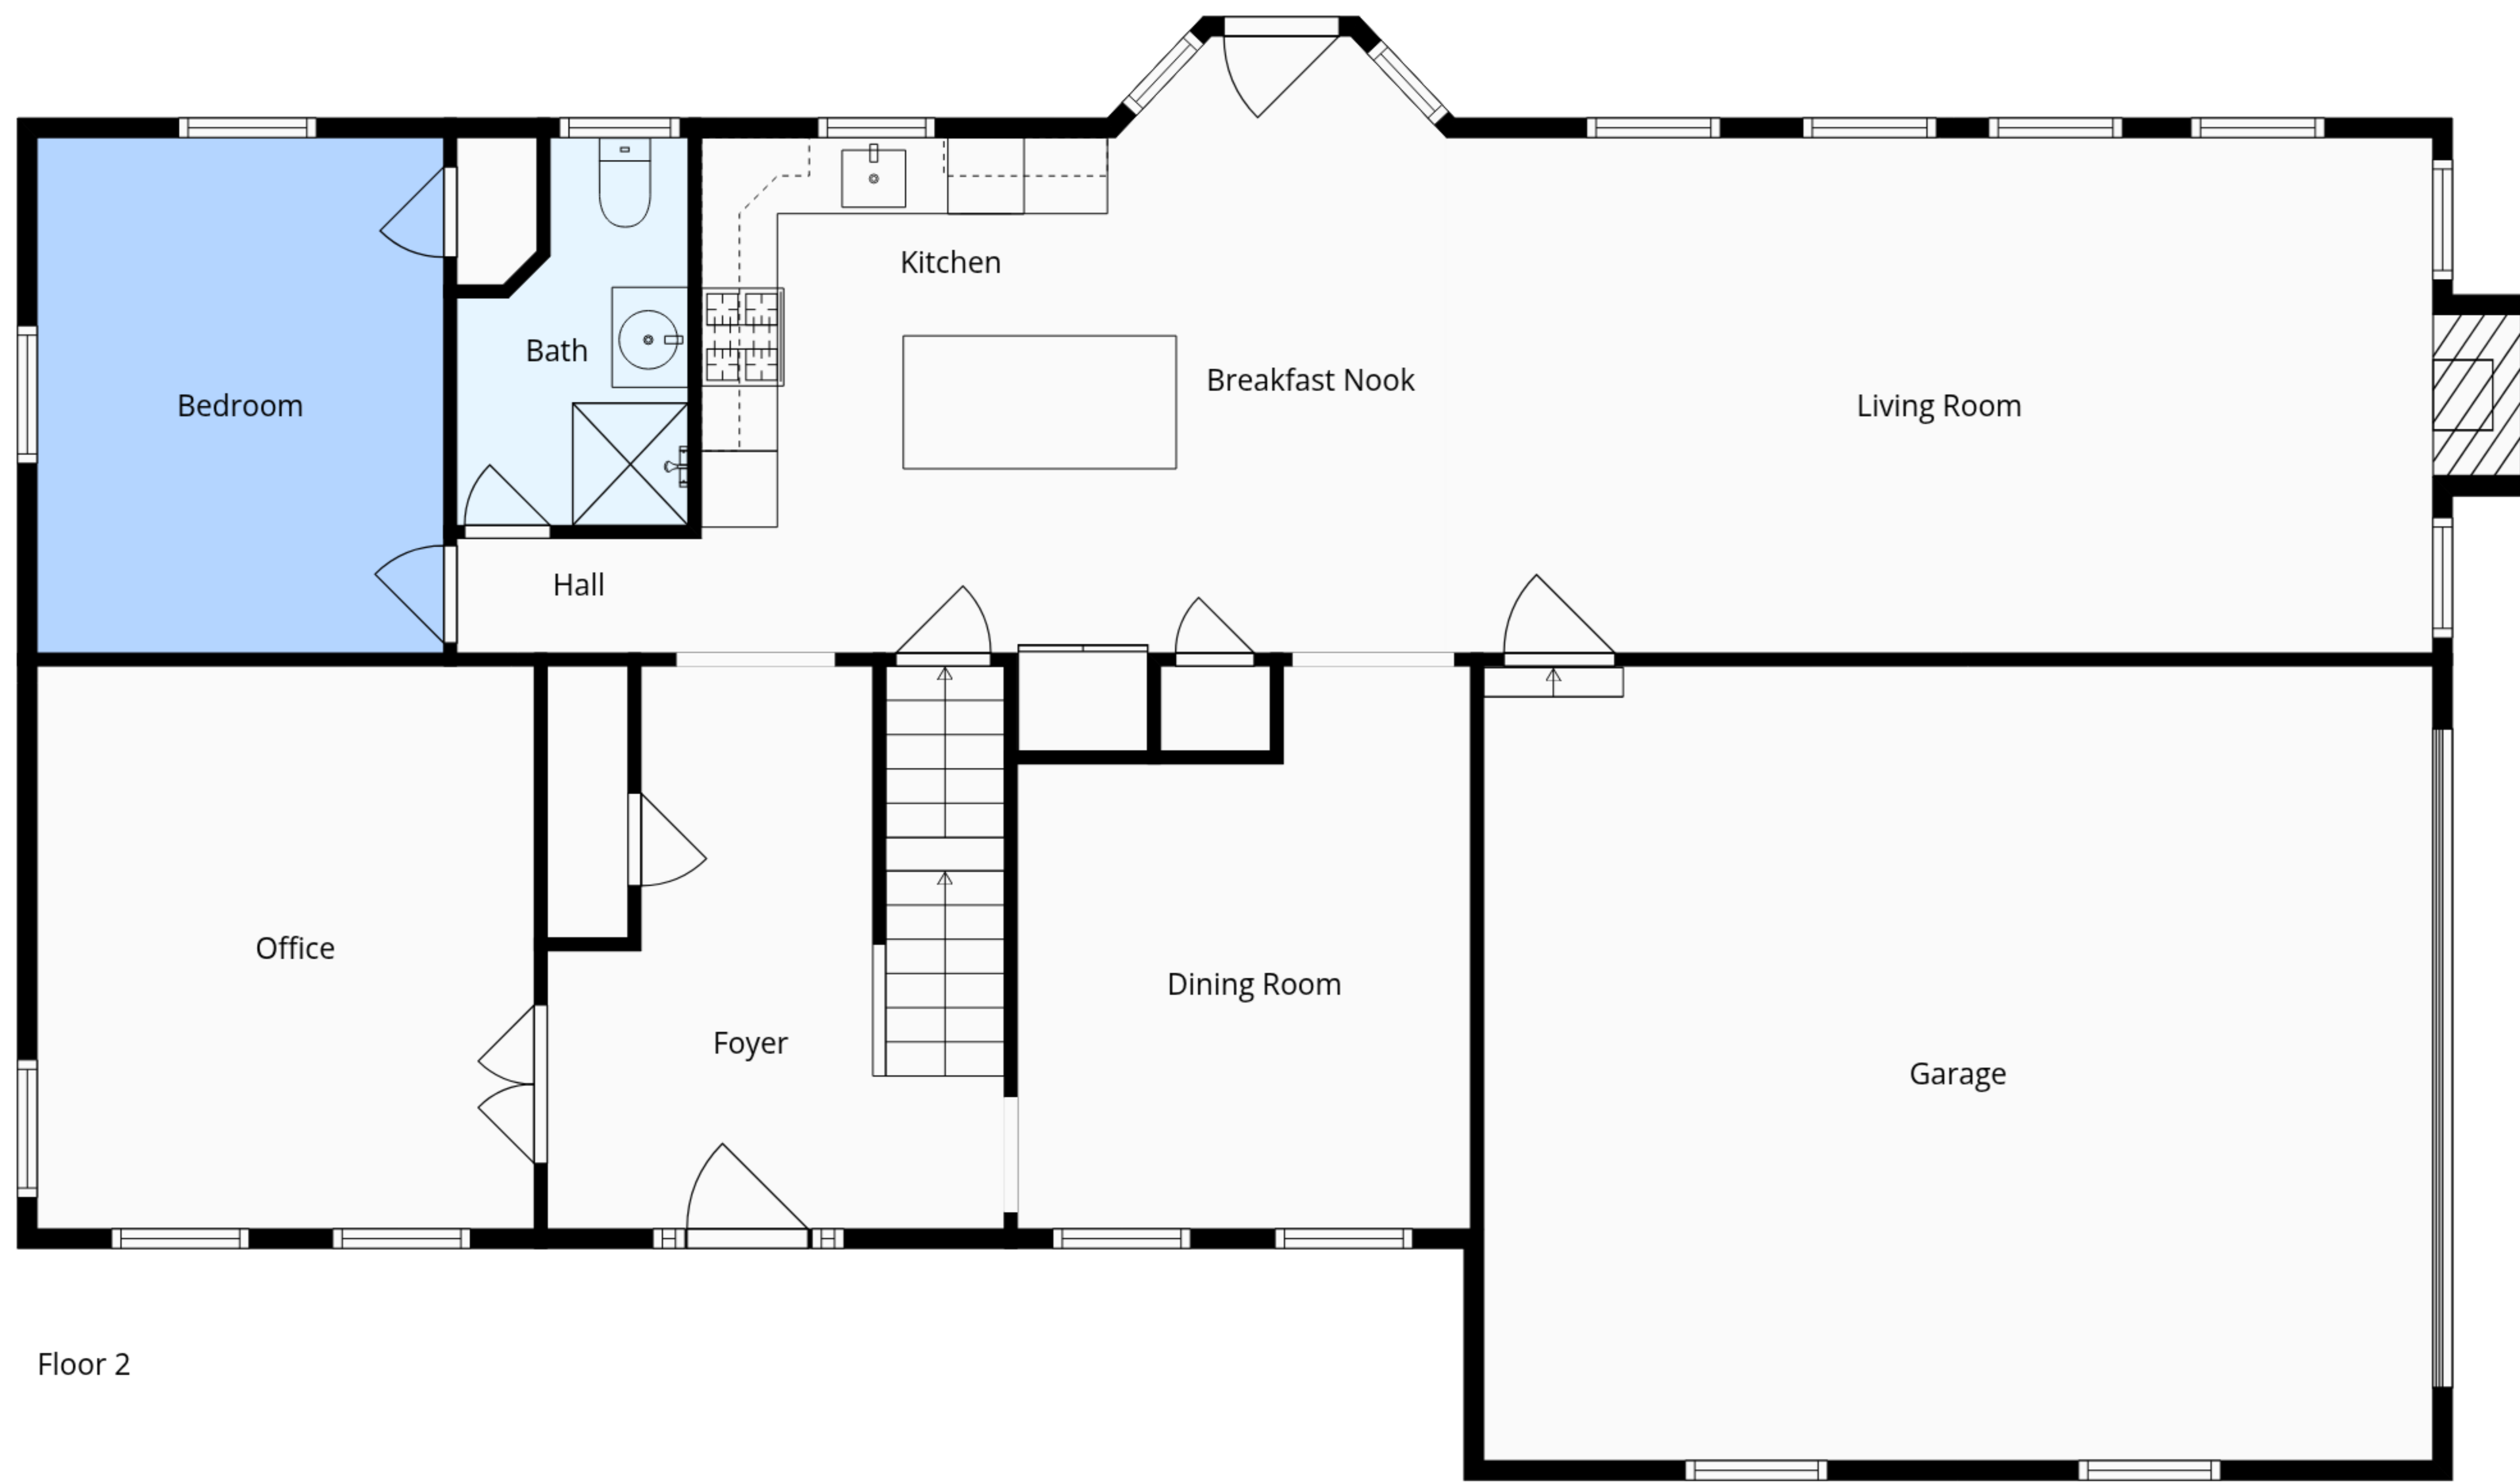 Kitchen
Bath
Breakfast Nook
Bedroom
Living Room
Hall
Office
Dining Room
Foyer
Garage
Floor 2